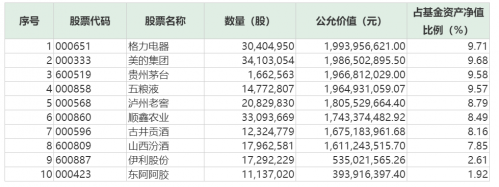 序号 股票代码 股票名称 数量（股） 公允价值（元） 占基金资产净值
比例（%）
1 000651 格力电器 30,404,950 1,993,956,621.00 9.71
2 000333 美的集团 34,103,054 1,986,502,895.50 9.68
3 600519 贵州茅台 1,662,563 1,966,812,029.00 9.58
4 000858 五粮液 14,772,807 1,964,931,059.07 9.57
5 000568 泸州老窖 20,829,830 1,805,529,664.40 8.79
6 000860 顺鑫农业 33,093,669 1,743,374,482.92 8.49
7 000596 古井贡酒 12,324,779 1,675,183,961.68 8.16
8 600809 山西汾酒 17,962,581 1,611,243,515.70 7.85
9 600887 伊利股份 17,292,229 535,021,565.26 2.61
10 000423 东阿阿胶 11,137,020 393,916,397.40 1.92